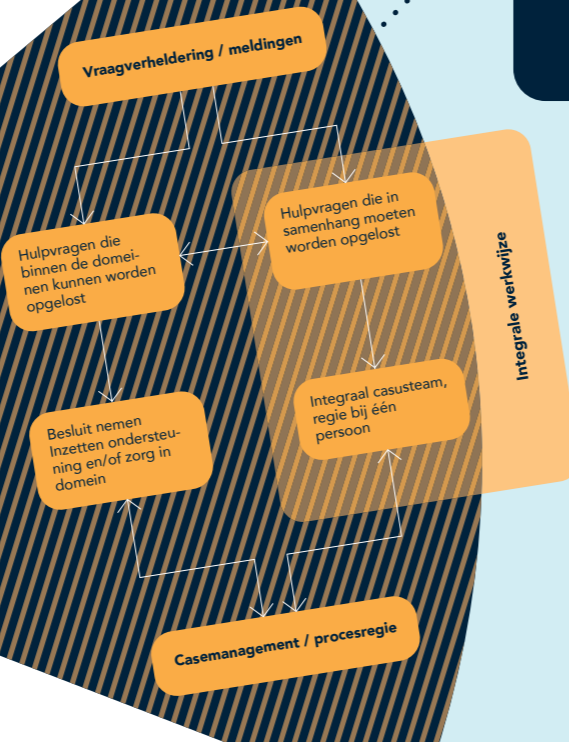 Vraagverheldering / meldingen
Hulpvragen die
binnen de domei-
nen kunnen worden
opgelost
Hulpvragen die in
samenhang moeten
worden opgelost
Integrale werkwijze
Besluit nemen
Inzetten ondersteu-
ning en/of zorg in
domein
Integraal casusteam,
regie bij één
persoon
Casemanagement / procesregie